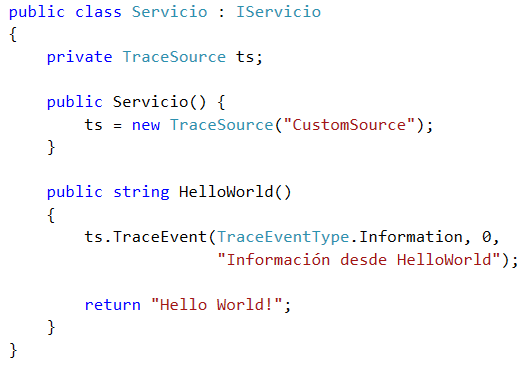 public class Servicio : IServicio
{
    private TraceSource ts;

    public Servicio() {
        ts = new TraceSource("CustomSource");
    }

    public string HelloWorld()
    {
        ts.TraceEvent(TraceEventType.Information, 0,
                      "Información desde HelloWorld");

        return "Hello World!";
    }
}